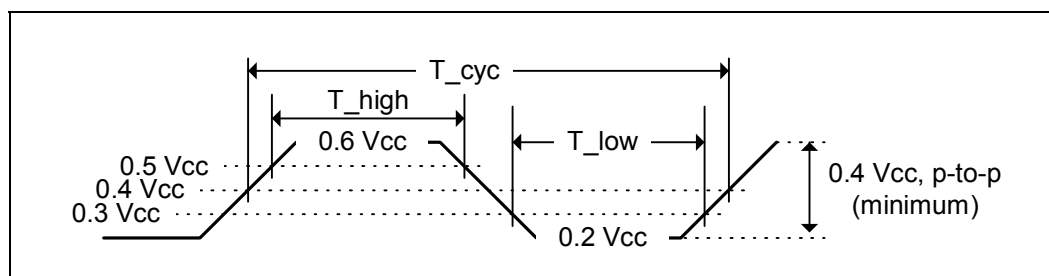 T_cyc
T_high
0.6 Vcc
T_low
0.5 Vcc
0.4 Vcc
0.3 Vcc
0.2 Vcc
0.4 Vcc, p-to-p
(minimum)